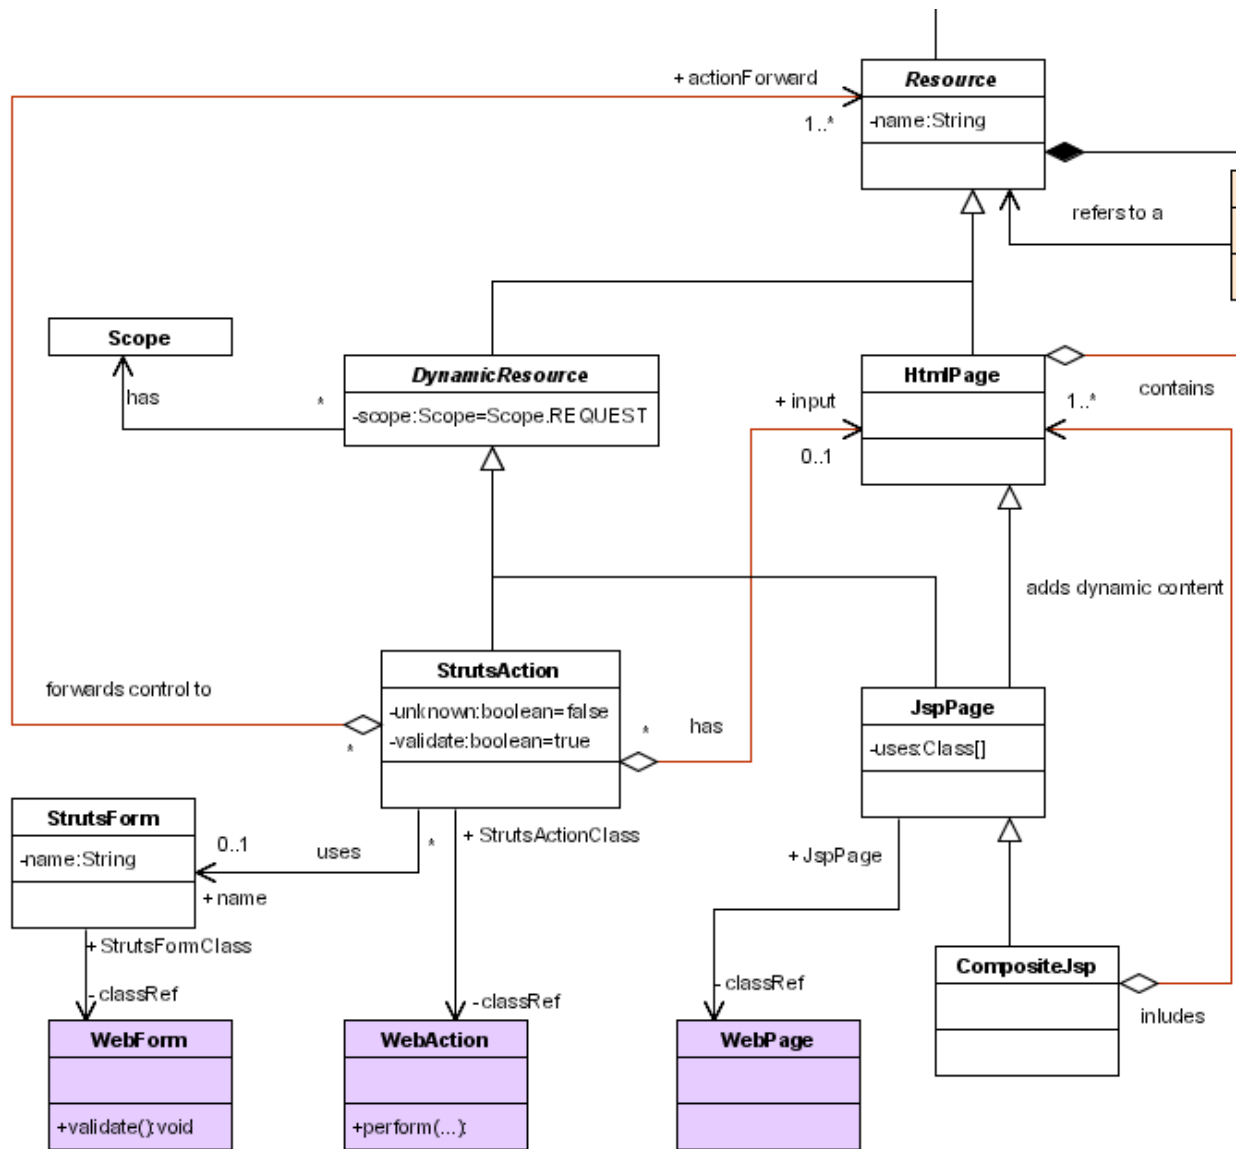 + actionForward
Resource
1..*
-name:String
refers to a
Scope
DynamicResource
HtmlPage
has
*
-scope:Scope=Scope.REQUEST
+ input
1..*
contains
0..1
adds dynamic content
StrutsAction
forwards control to
-unknown:boolean=false
-validate:boolean=true
*
*
has
JspPage
-uses:Class[]
StrutsForm
-name:String
0..1
uses
*
+ StrutsActionClass
+ JspPage
+ name
+ StrutsFormClass
- classRef
- classRef
- classRef
CompositeJsp
inludes
WebForm
WebAction
WebPage
+validate():void
+perform(...):